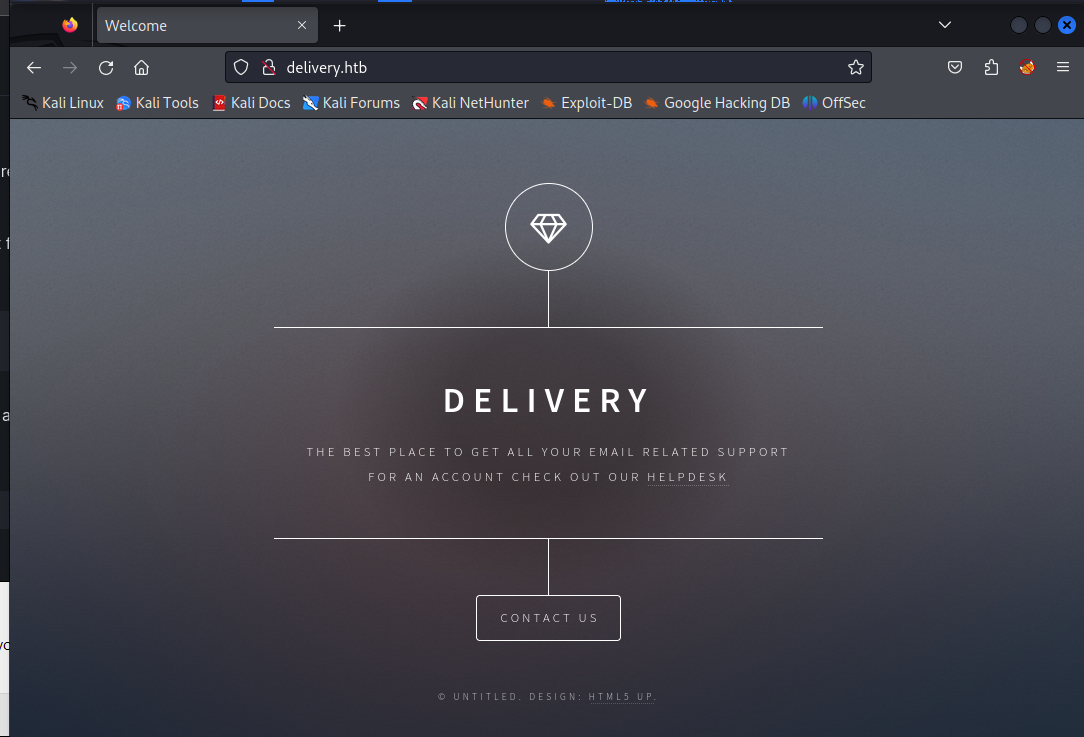 Welcome
delivery.htb
Kali Linux Kali Tools Kali Docs Kali Forums Kali NetHunter Exploit-DB Google Hacking DB OffSec
DELIVERY
THE BEST PLACE TO GET ALL YOUR EMAIL RELATED SUPPORT
FOR AN ACCOUNT CHECK OUT OUR HELPDESK
CONTACT US
© UNTITLED. DESIGN: HTML5 UP.